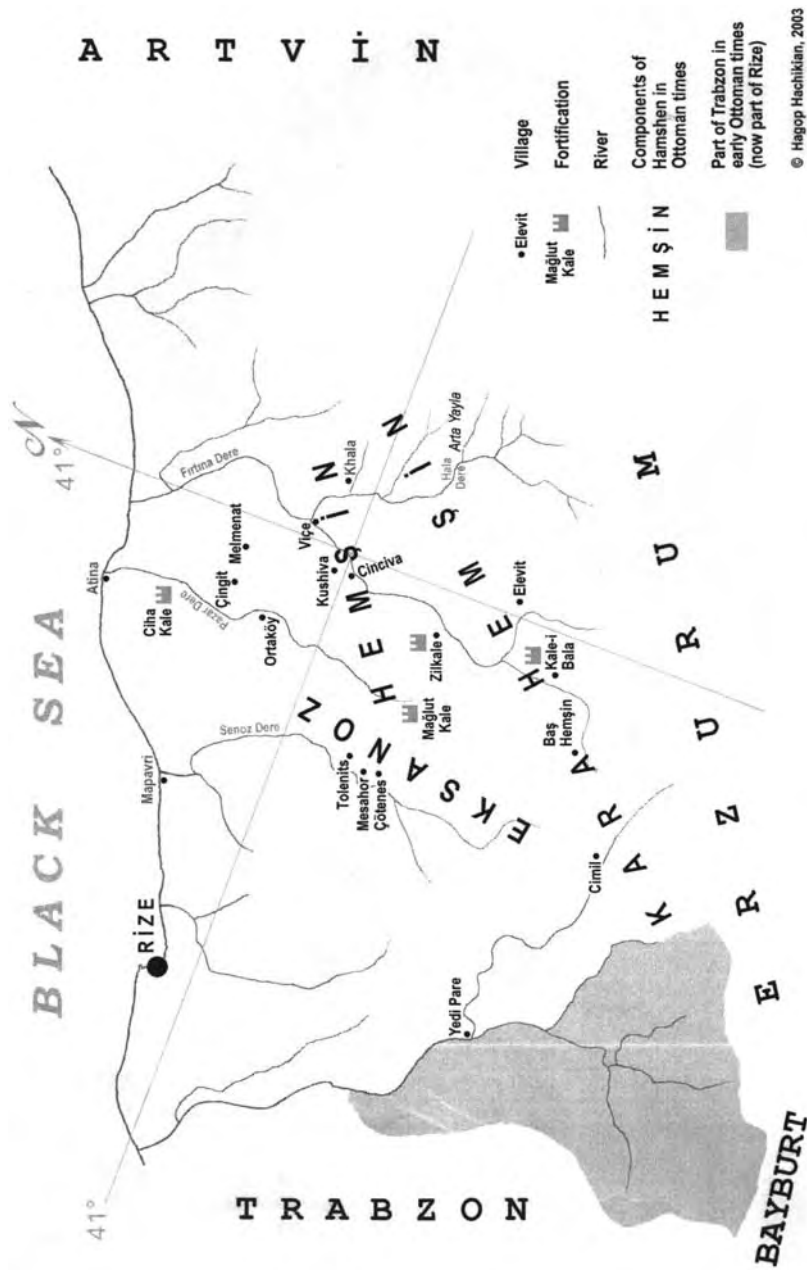 BLACK SEA
41°
41°
N
RİZE
Mapavri
Atina
Ciha
Kale
Pazar Dere
Fırtına Dere
Çingit
Melmenat
Ortaköy
Senoz Dere
Viçe
Khala
Kushiva
Cinciva
Hala
Dere
Arta Yayla
Tolenits
Mesahor
Çötenes
Mağlut
Kale
Zilkale
Elevit
Kale-i
Bala
Baş
Hemşin
Cimil
Yedi Pare
EKSANOZ
HEMŞİN
KARA HEMŞİN
TRABZON
BAYBURT
ERZURUM
ARTVİN
Elevit
Village
Mağlut
Kale
Fortification
River
HEMŞİN
Components of
Hamshen in
Ottoman times
Part of Trabzon in
early Ottoman times
(now part of Rize)
© Hagop Hachikian, 2003